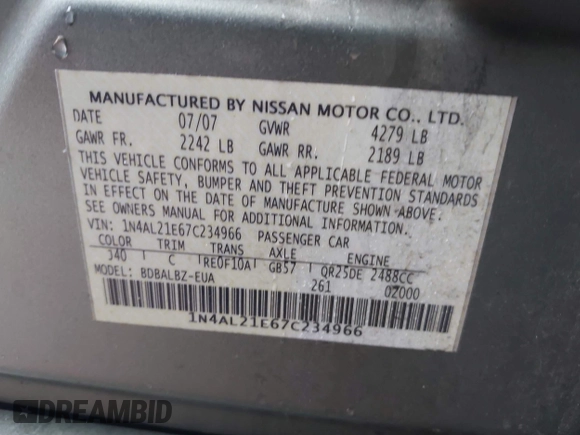 MANUFACTURED BY NISSAN MOTOR CO., LTD.
DATE 07/07 GVWR 4279 LB
GAWR FR. 2242 LB GAWR RR. 2189 LB
THIS VEHICLE CONFORMS TO ALL APPLICABLE FEDERAL MOTOR
VEHICLE SAFETY, BUMPER AND THEFT PREVENTION STANDARDS
IN EFFECT ON THE DATE OF MANUFACTURE SHOWN ABOVE.
SEE OWNERS MANUAL FOR ADDITIONAL INFORMATION.
VIN: 1N4AL21E67C234966 PASSENGER CAR
COLOR TRIM TRANS AXLE ENGINE
J40 C RE0F10A GB57 QR25DE 2488CC
MODEL: BDBALBZ-EUA 261 0Z000
1N4AL21E67C234966
DREAMBID